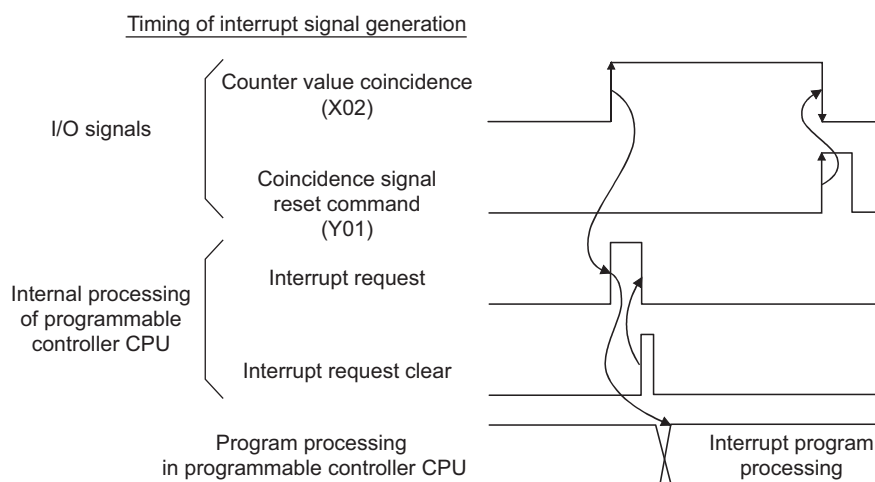 Timing of interrupt signal generation
I/O signals
Counter value coincidence
(X02)
Coincidence signal
reset command
(Y01)
Internal processing
of programmable
controller CPU
Interrupt request
Interrupt request clear
Program processing
in programmable controller CPU
Interrupt program
processing